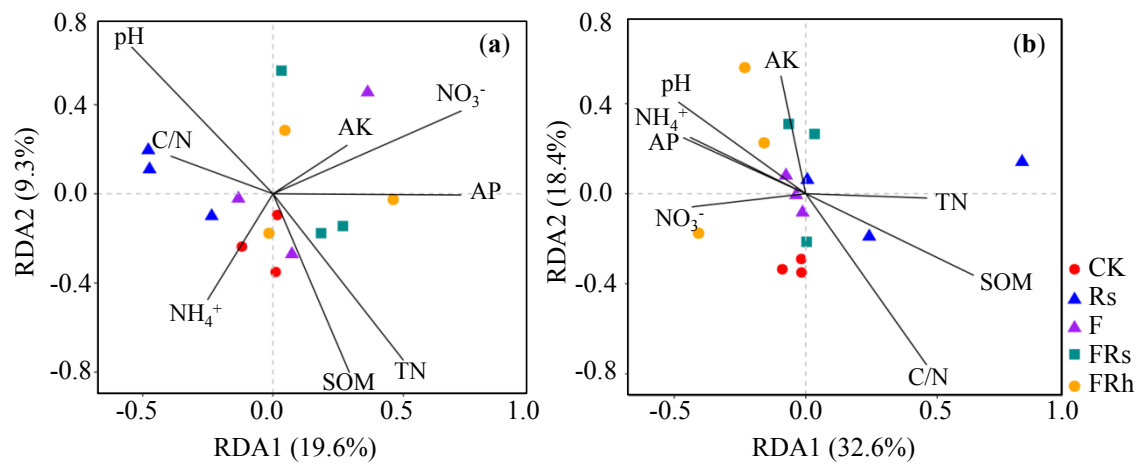 (a)
RDA2 (9.3%)
0.8
0.4
0.0
-0.4
-0.8
pH
NO₃⁻
AK
C/N
AP
NH₄⁺
SOM
TN
-0.5
0.0
0.5
1.0
RDA1 (19.6%)
(b)
RDA2 (18.4%)
0.8
0.4
0.0
-0.4
-0.8
AK
pH
NH₄⁺
AP
NO₃⁻
TN
SOM
C/N
-0.5
0.0
0.5
1.0
RDA1 (32.6%)
CK
Rs
F
FRs
FRh